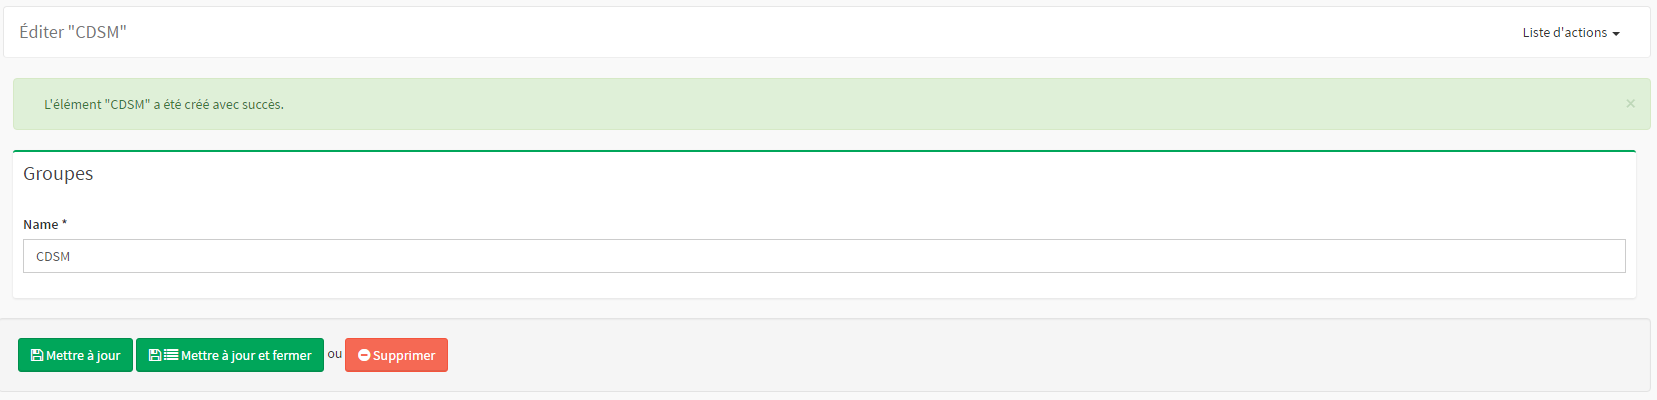 Éditer "CDSM"
Liste d'actions
L'élément "CDSM" a été créé avec succès.
×
Groupes
Name *
CDSM
Mettre à jour
Mettre à jour et fermer
ou
Supprimer